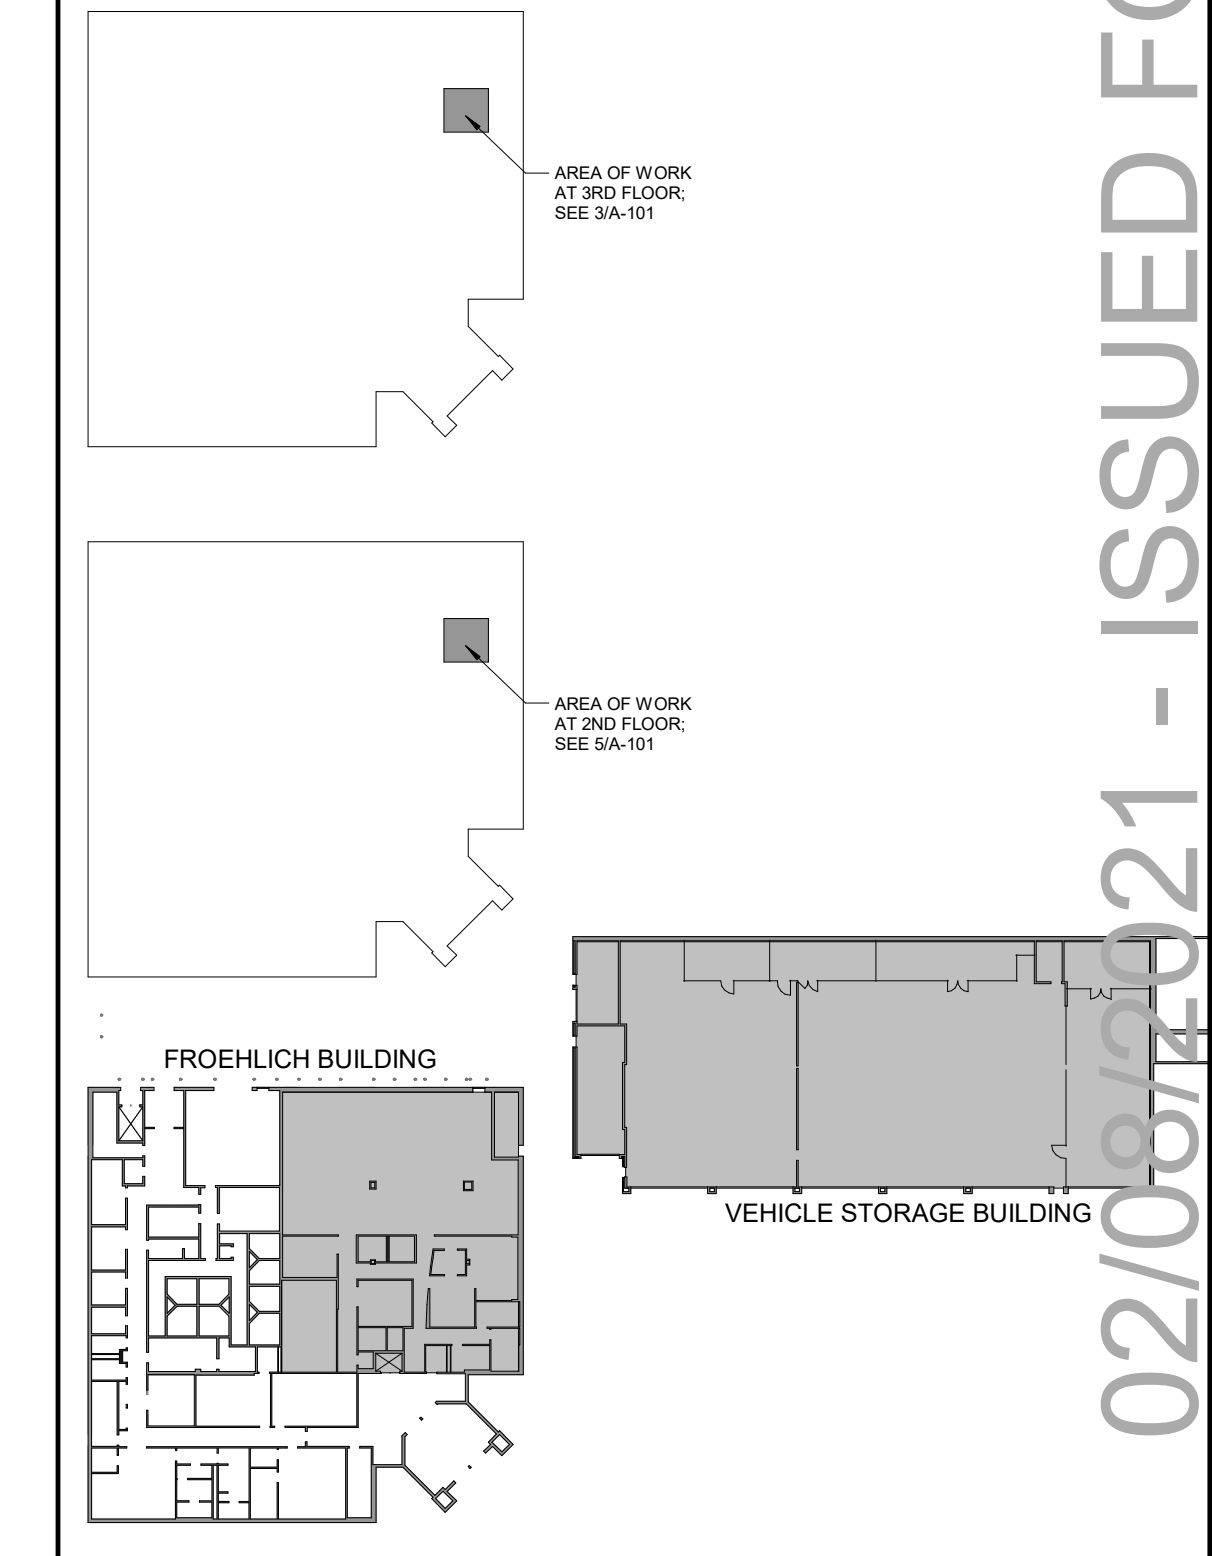 AREA OF WORK
AT 3RD FLOOR;
SEE 3/A-101
AREA OF WORK
AT 2ND FLOOR;
SEE 5/A-101
FROEHLICH BUILDING
VEHICLE STORAGE BUILDING
02/08/2021 - ISSUED